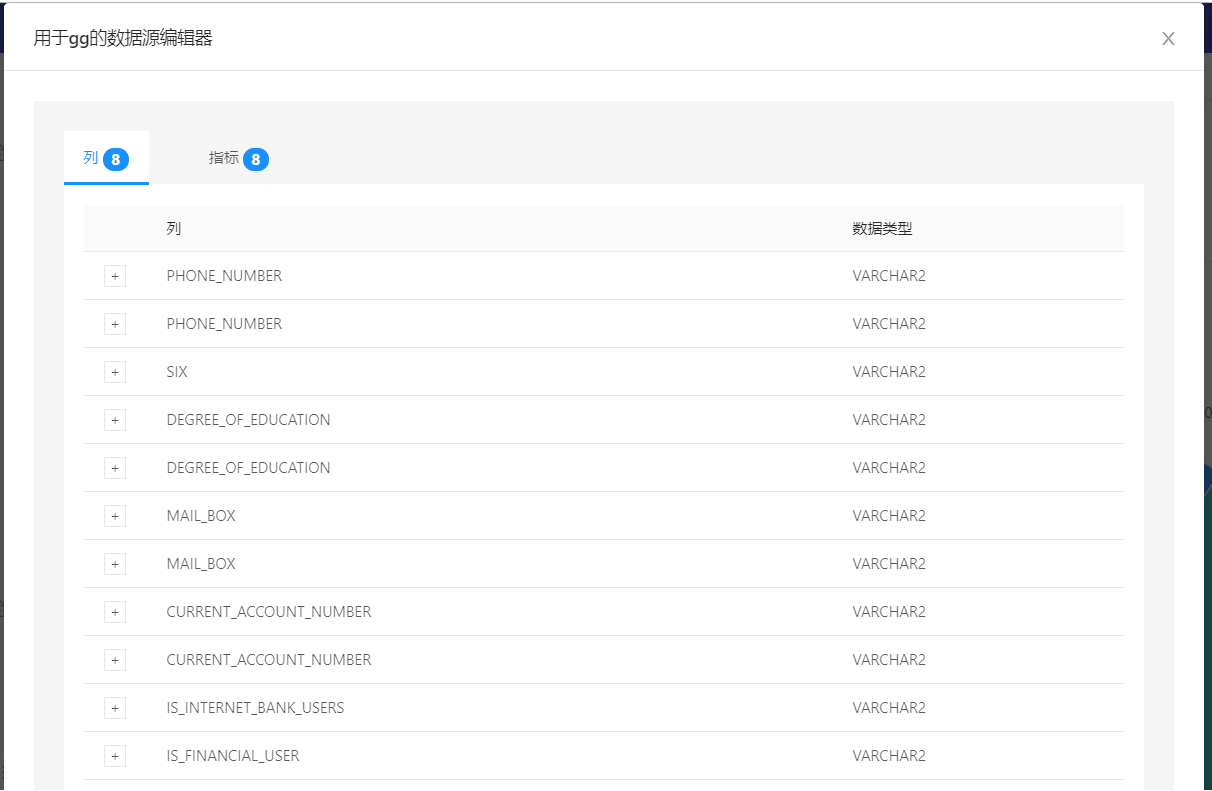 用于gg的数据源编辑器
列 8 指标 8
列 数据类型
+ PHONE_NUMBER VARCHAR2
+ PHONE_NUMBER VARCHAR2
+ SIX VARCHAR2
+ DEGREE_OF_EDUCATION VARCHAR2
+ DEGREE_OF_EDUCATION VARCHAR2
+ MAIL_BOX VARCHAR2
+ MAIL_BOX VARCHAR2
+ CURRENT_ACCOUNT_NUMBER VARCHAR2
+ CURRENT_ACCOUNT_NUMBER VARCHAR2
+ IS_INTERNET_BANK_USERS VARCHAR2
+ IS_FINANCIAL_USER VARCHAR2